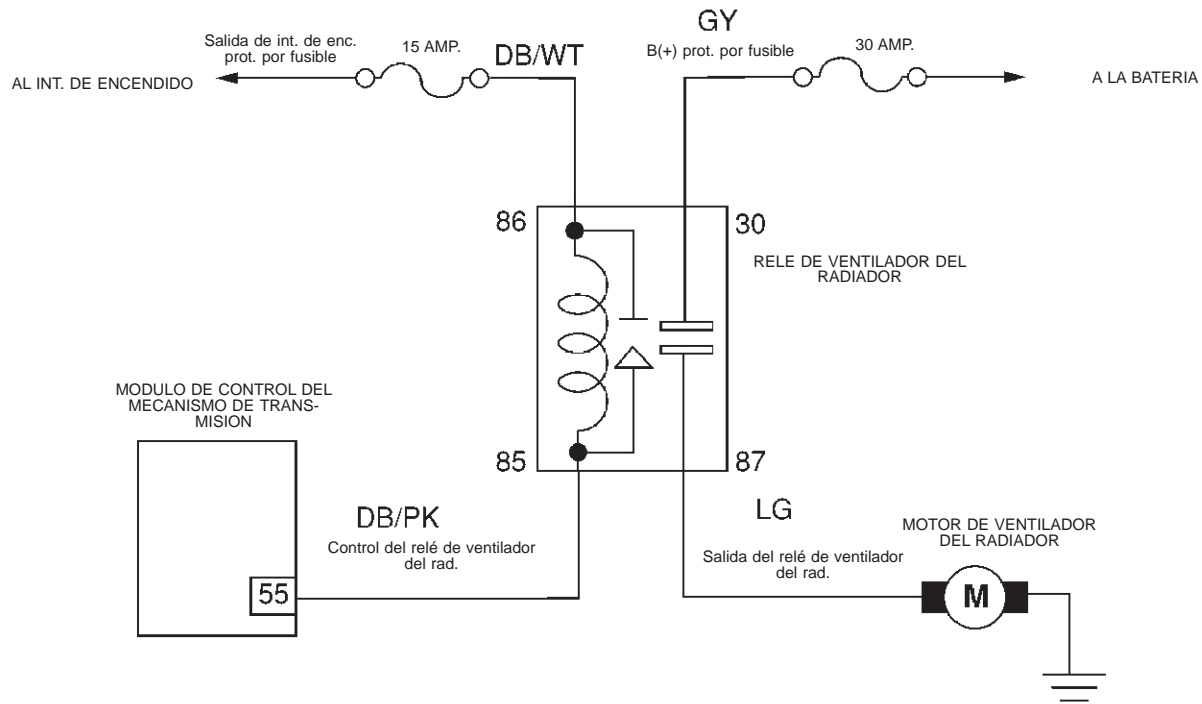 GY
Salida de int. de enc.
prot. por fusible
15 AMP.
DB/WT
B(+) prot. por fusible
30 AMP.
AL INT. DE ENCENDIDO
A LA BATERIA
86
30
RELE DE VENTILADOR DEL
RADIADOR
MODULO DE CONTROL DEL
MECANISMO DE TRANS-
MISION
85
87
DB/PK
Control del relé de ventilador
del rad.
LG
Salida del relé de ventilador
del rad.
MOTOR DE VENTILADOR
DEL RADIADOR
55
M